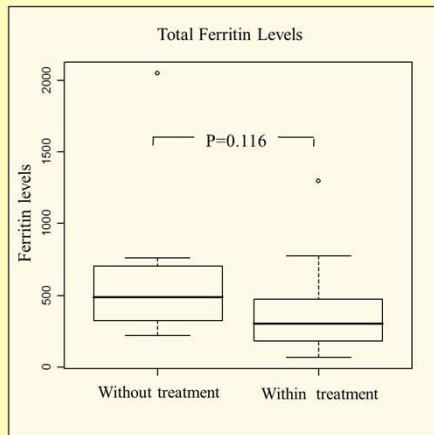 Total Ferritin Levels
2000
1500
1000
500
0
Ferritin levels
P=0.116
Without treatment
Within treatment